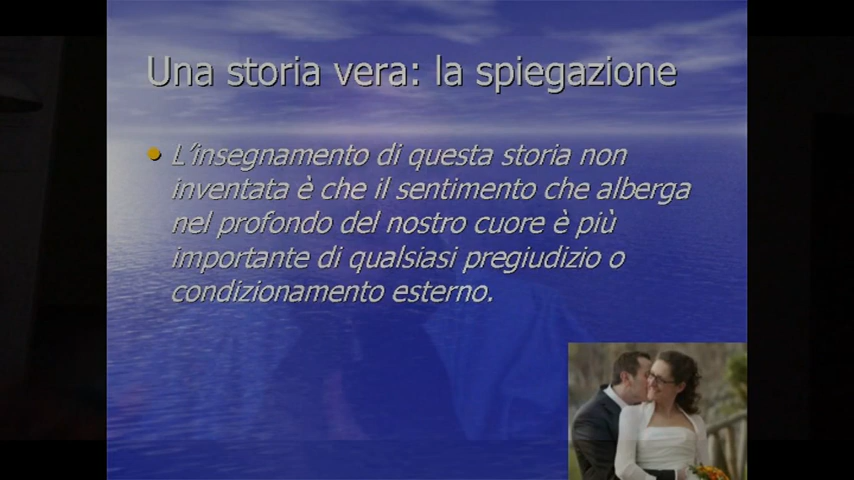 Una storia vera: la spiegazione
• L'insegnamento di questa storia non
inventata è che il sentimento che alberga
nel profondo del nostro cuore è più
importante di qualsiasi pregiudizio o
condizionamento esterno.